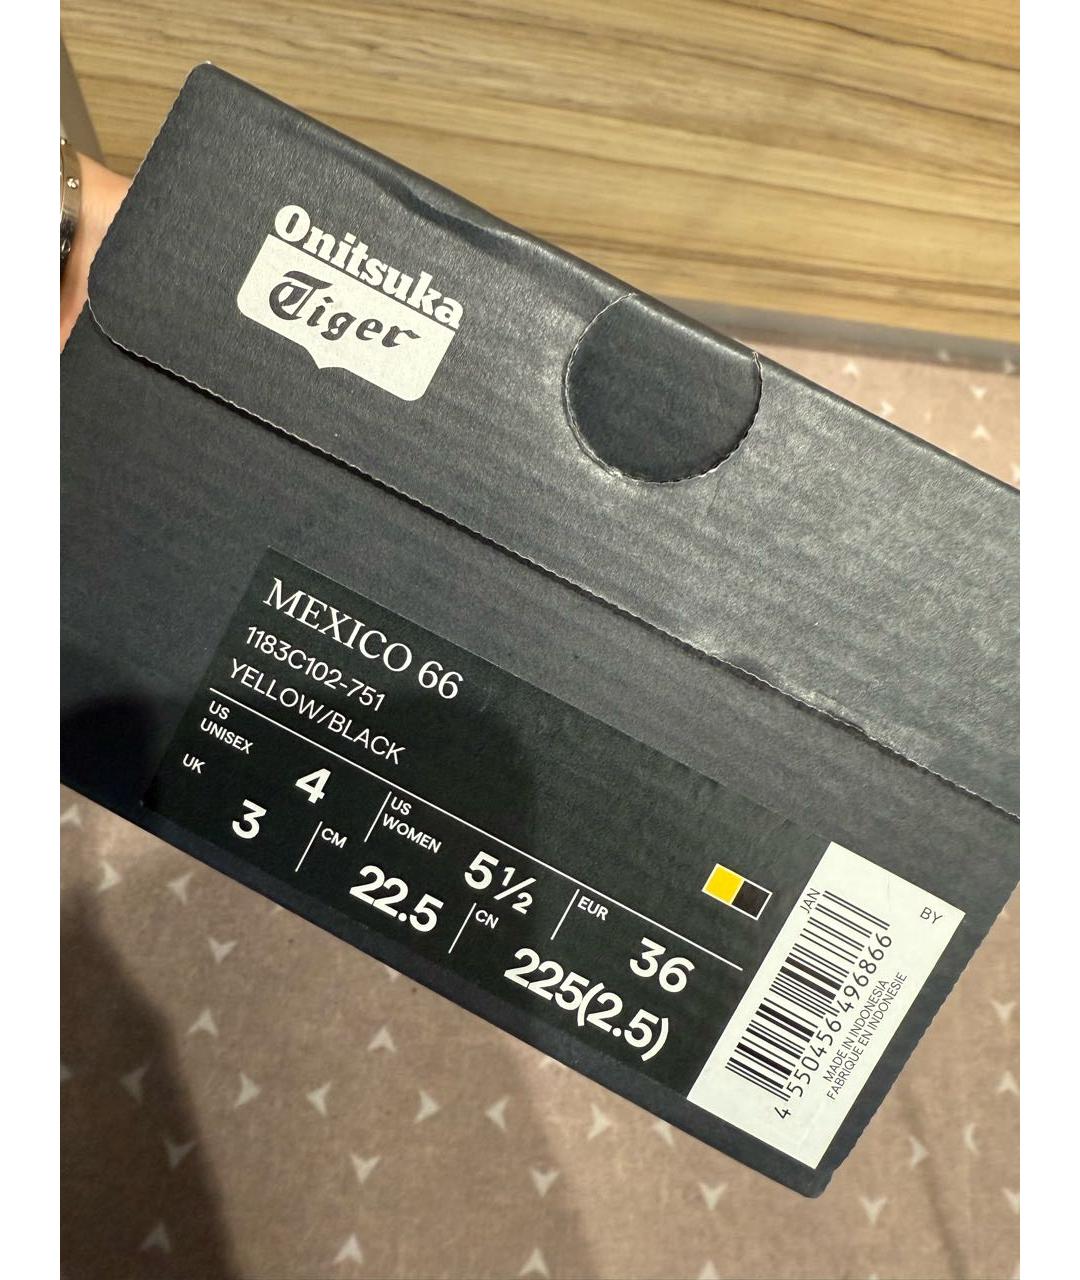 Onitsuka
Tiger
MEXICO 66
1183C102-751
YELLOW/BLACK
US UNISEX 4 US WOMEN 5½ EUR 36
UK 3 CM 22.5 CN 225(2.5)
JAN
BY
4 550456 496866
MADE IN INDONESIA
FABRIQUE EN INDONESIE